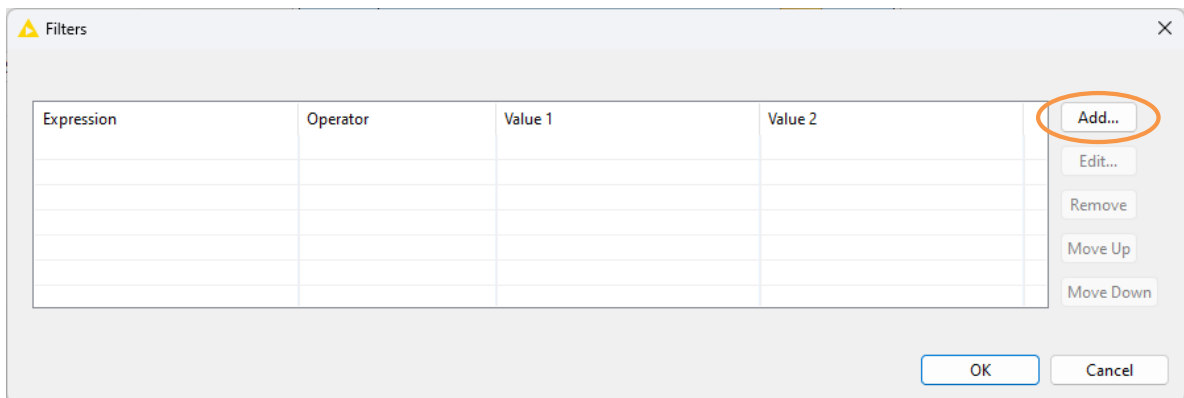 Filters
Expression Operator Value 1 Value 2 Add...
Edit...
Remove
Move Up
Move Down
OK Cancel